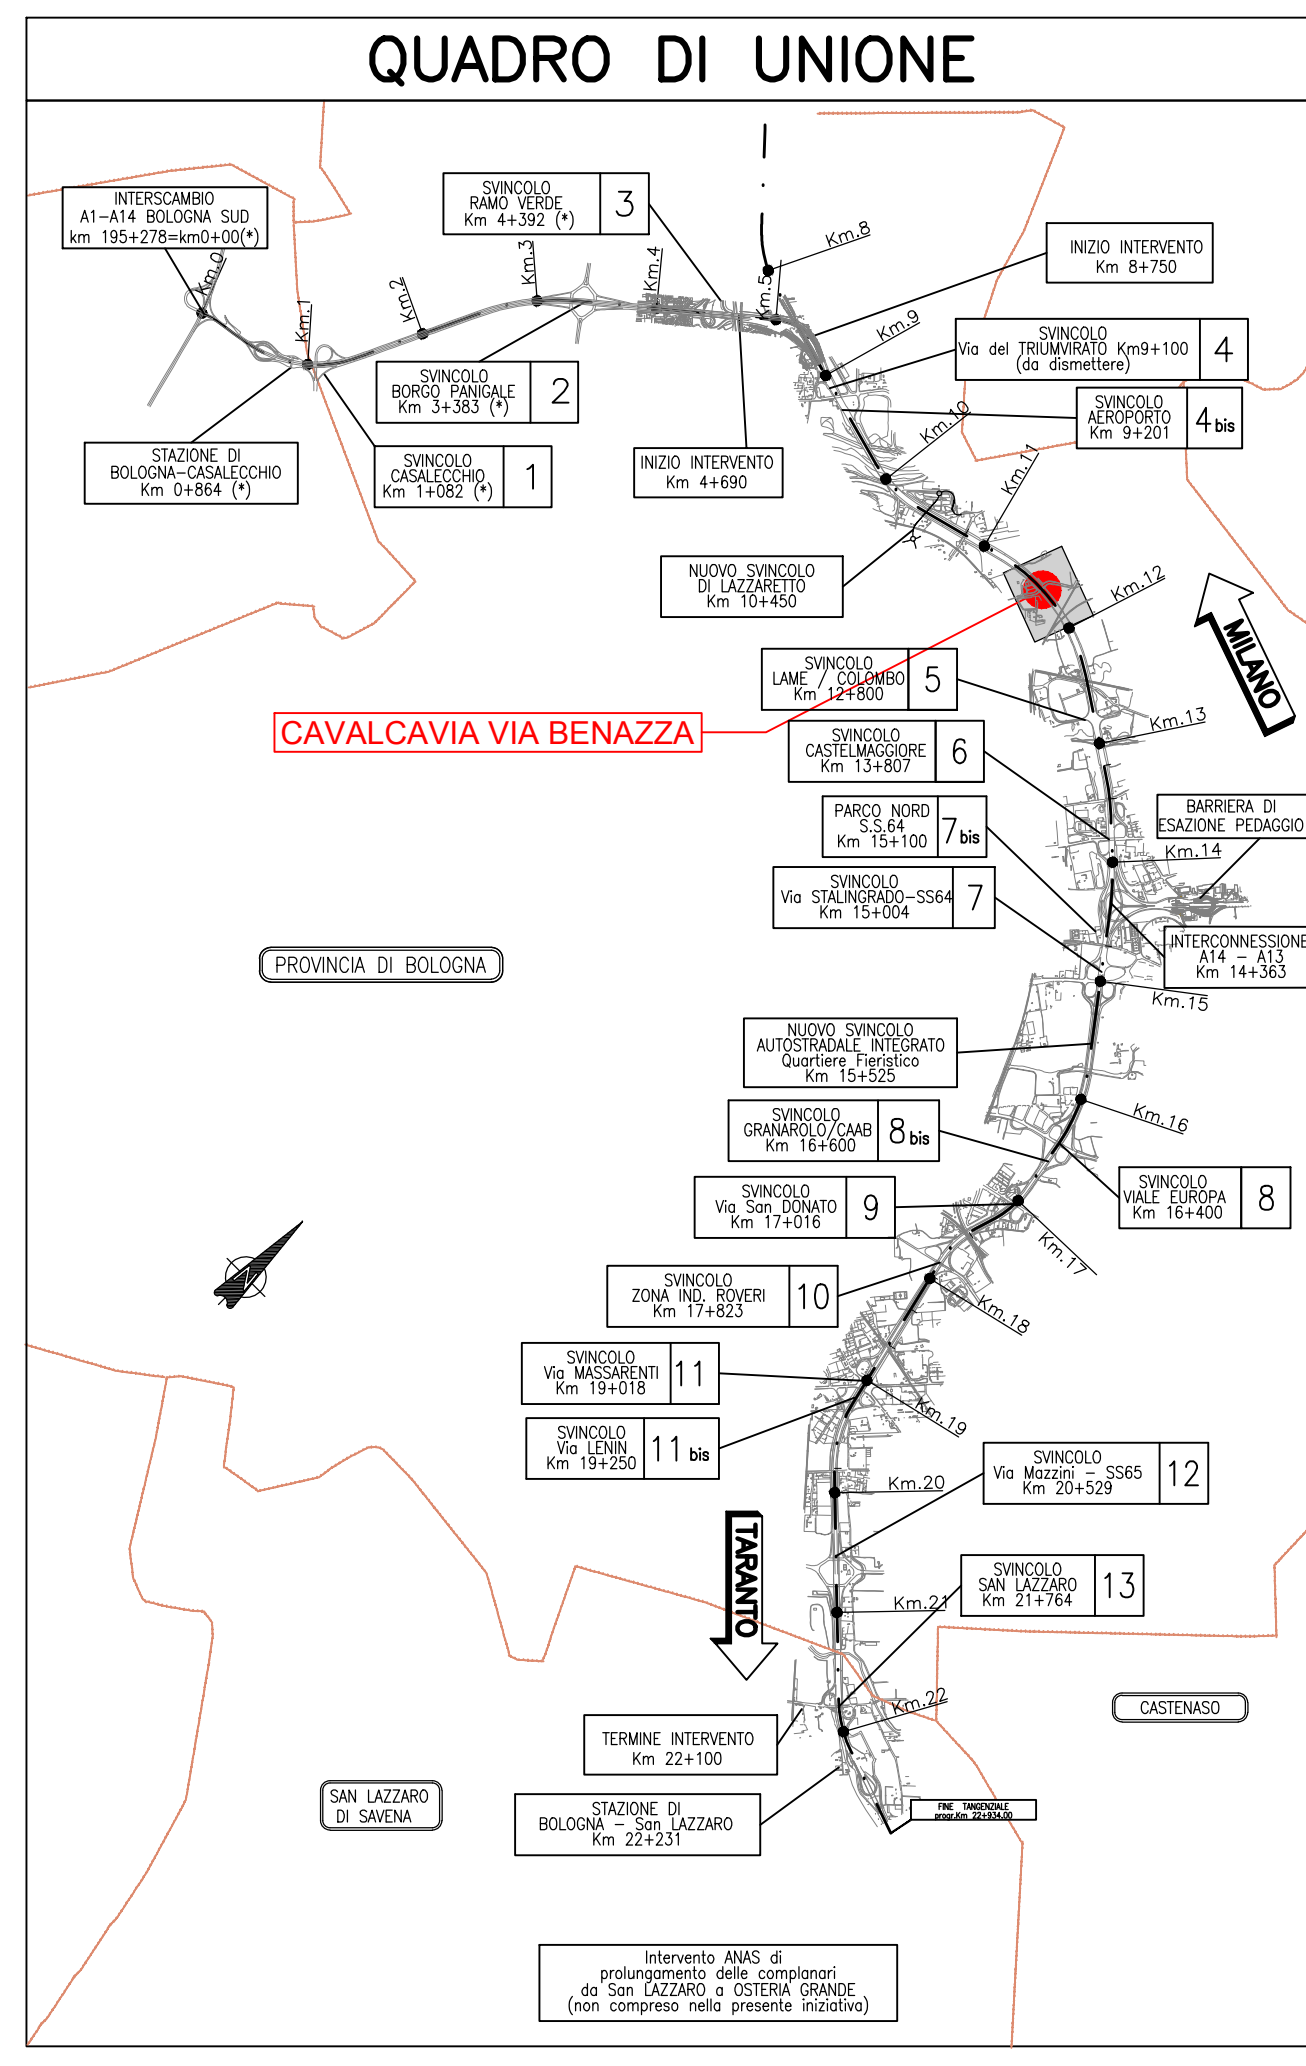 QUADRO DI UNIONE
INTERSCAMBIO
A1-A14 BOLOGNA SUD
km 195+278=km0+00(*)
SVINCOLO
RAMO VERDE
Km 4+392 (*)
3
Km.8
INIZIO INTERVENTO
Km 8+750
Km.0
Km.1
Km.2
Km.3
Km.4
Km.5
Km.9
SVINCOLO
Via del TRIUMVIRATO Km9+100
(da dismettere)
4
SVINCOLO
BORGO PANIGALE
Km 3+383 (*)
2
SVINCOLO
AEROPORTO
Km 9+201
4 bis
Km.10
STAZIONE DI
BOLOGNA-CASALECCHIO
Km 0+864 (*)
SVINCOLO
CASALECCHIO
Km 1+082 (*)
1
INIZIO INTERVENTO
Km 4+690
Km.11
NUOVO SVINCOLO
DI LAZZARETTO
Km 10+450
Km.12
MILANO
SVINCOLO
LAME / COLOMBO
Km 12+800
5
CAVALCAVIA VIA BENAZZA
Km.13
SVINCOLO
CASTELMAGGIORE
Km 13+807
6
PARCO NORD
S.S.64
Km 15+100
7 bis
BARRIERA DI
ESAZIONE PEDAGGIO
Km.14
SVINCOLO
Via STALINGRADO-SS64
Km 15+004
7
INTERCONNESSIONE
A14 - A13
Km 14+363
PROVINCIA DI BOLOGNA
Km.15
NUOVO SVINCOLO
AUTOSTRADALE INTEGRATO
Quartiere Fieristico
Km 15+525
Km.16
SVINCOLO
GRANAROLO/CAAB
Km 16+600
8 bis
SVINCOLO
VIALE EUROPA
Km 16+400
8
SVINCOLO
Via San DONATO
Km 17+016
9
Km.17
SVINCOLO
ZONA IND. ROVERI
Km 17+823
10
Km.18
SVINCOLO
Via MASSARENTI
Km 19+018
11
Km.19
SVINCOLO
Via LENIN
Km 19+250
11 bis
SVINCOLO
Via Mazzini - SS65
Km 20+529
12
Km.20
TARANTO
SVINCOLO
SAN LAZZARO
Km 21+764
13
Km.21
Km.22
CASTENASO
TERMINE INTERVENTO
Km 22+100
SAN LAZZARO
DI SAVENA
STAZIONE DI
BOLOGNA - San LAZZARO
Km 22+231
FINE TANGENZIALE
progr.Km 22+934.00
Intervento ANAS di
prolungamento delle complanari
da San LAZZARO a OSTERIA GRANDE
(non compreso nella presente iniziativa)